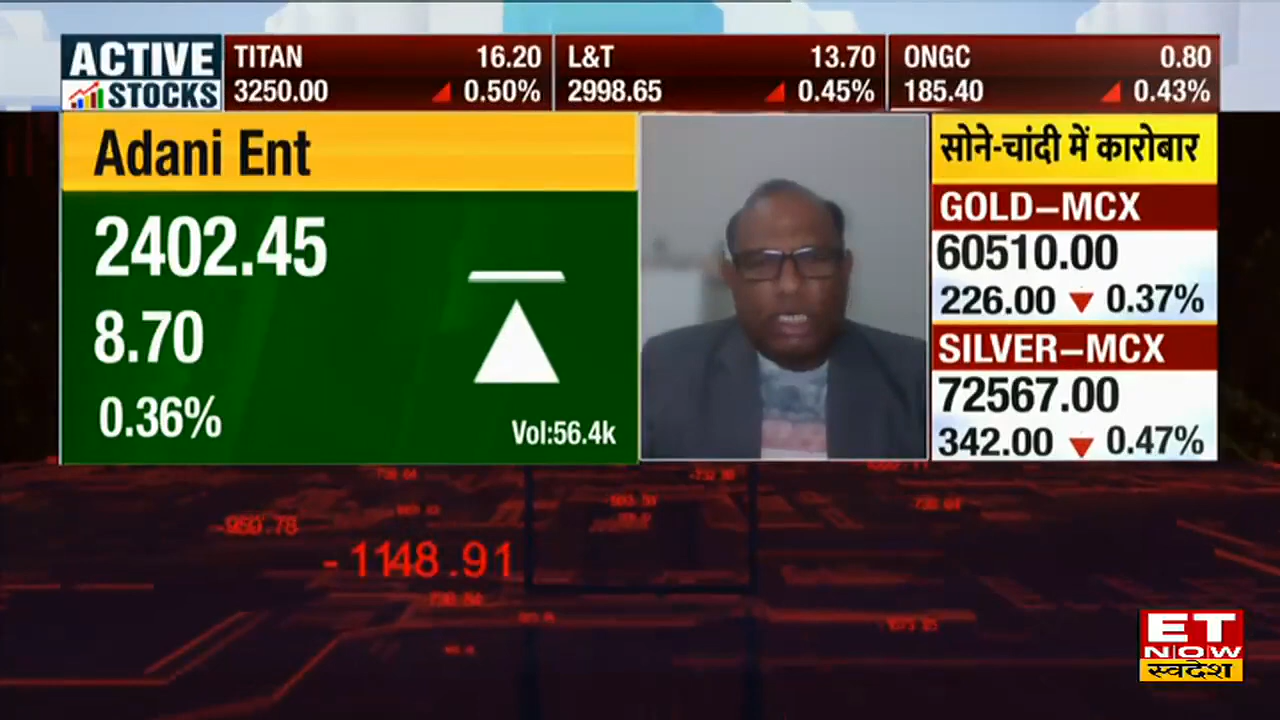 ACTIVE
STOCKS
TITAN 16.20
3250.00 0.50%
L&T 13.70
2998.65 0.45%
ONGC 0.80
185.40 0.43%
Adani Ent
2402.45
8.70
0.36%
Vol:56.4k
सोने-चांदी में कारोबार
GOLD–MCX
60510.00
226.00 0.37%
SILVER–MCX
72567.00
342.00 0.47%
- 1148.91
ET
NOW
स्वदेश